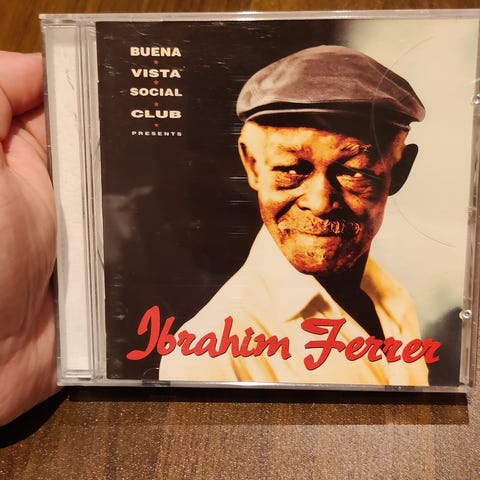 BUENA
VISTA
SOCIAL
CLUB
PRESENTS
Ibrahim Ferrer